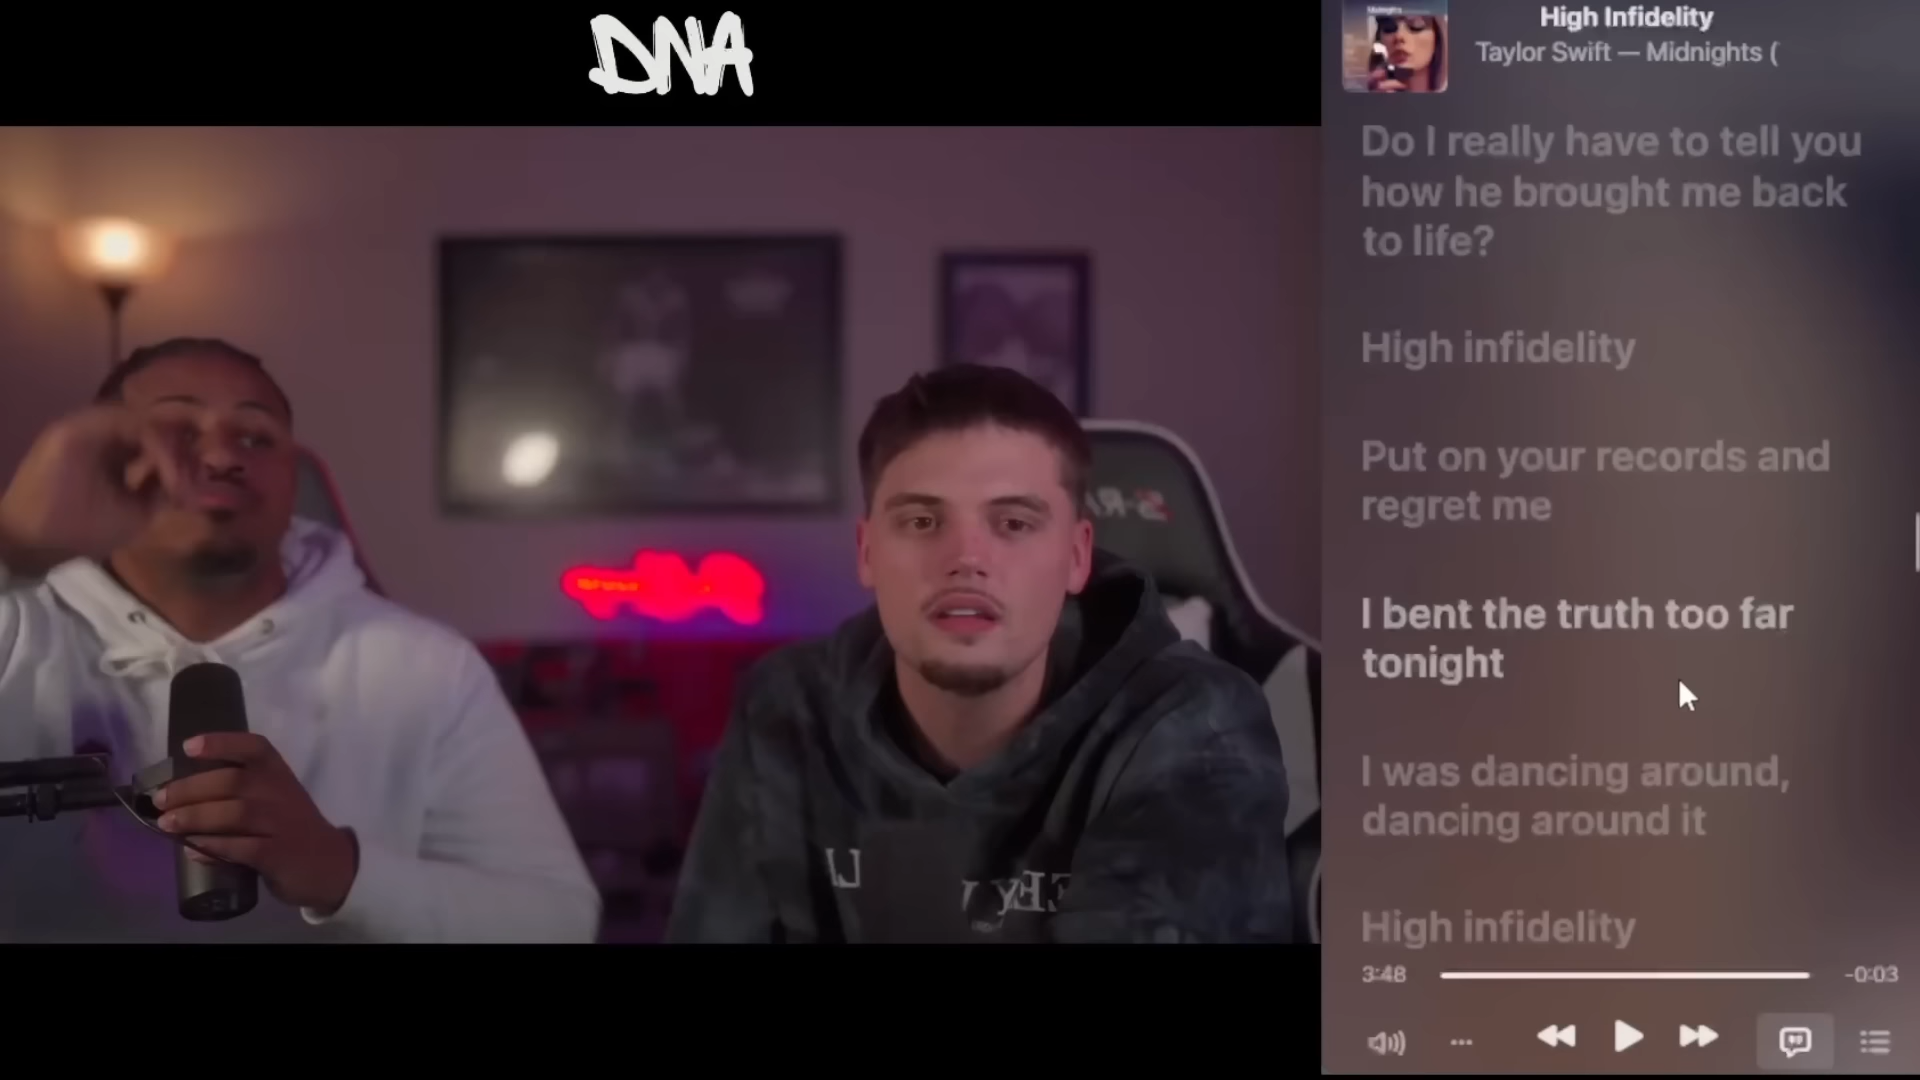 DNA
High Infidelity
Taylor Swift — Midnights (
Do I really have to tell you
how he brought me back
to life?
High infidelity
Put on your records and
regret me
I bent the truth too far
tonight
I was dancing around,
dancing around it
High infidelity
3:48
-0:03